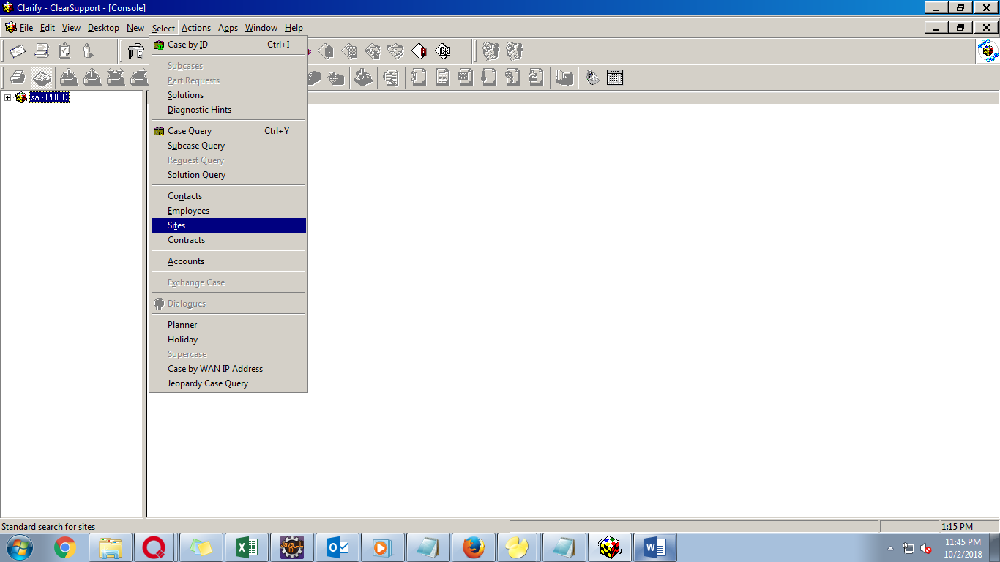 Clarify - ClearSupport - [Console]
File Edit View Desktop New Select Actions Apps Window Help
Case by ID Ctrl+I
Subcases
Part Requests
Solutions
Diagnostic Hints
Case Query Ctrl+Y
Subcase Query
Request Query
Solution Query
Contacts
Employees
Sites
Contracts
Accounts
Exchange Case
Dialogues
Planner
Holiday
Supercase
Case by WAN IP Address
Jeopardy Case Query
sa - PROD
Standard search for sites
1:15 PM
Java EE
IDE
11:45 PM
10/2/2018